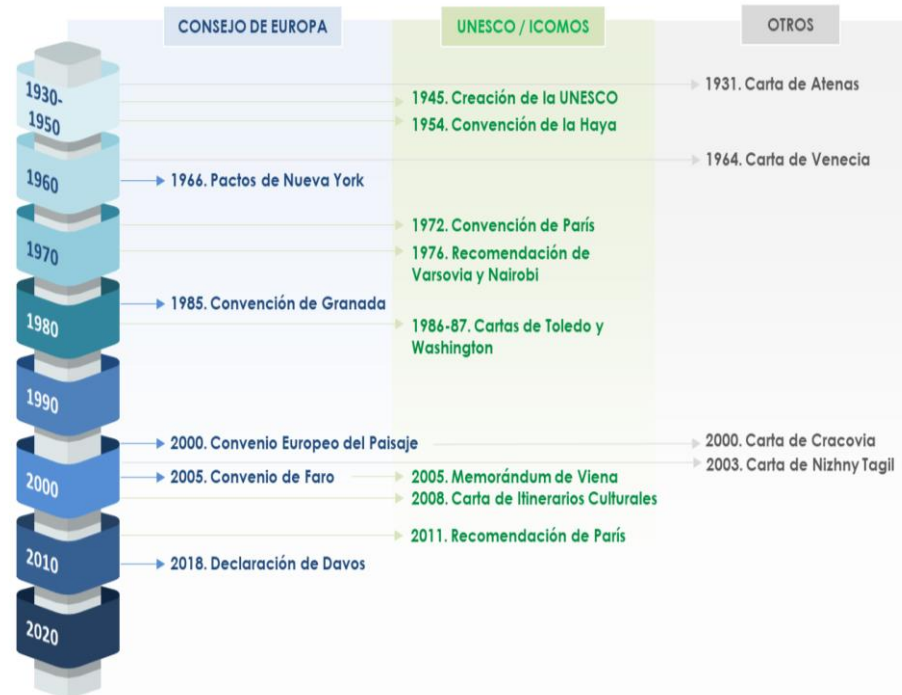 CONSEJO DE EUROPA
UNESCO / ICOMOS
OTROS
1930-
1950
1931. Carta de Atenas
1945. Creación de la UNESCO
1954. Convención de la Haya
1960
1964. Carta de Venecia
1966. Pactos de Nueva York
1970
1972. Convención de París
1976. Recomendación de
Varsovia y Nairobi
1980
1985. Convención de Granada
1986-87. Cartas de Toledo y
Washington
1990
2000
2000. Convenio Europeo del Paisaje
2000. Carta de Cracovia
2003. Carta de Nizhny Tagil
2005. Convenio de Faro
2005. Memorándum de Viena
2008. Carta de Itinerarios Culturales
2010
2011. Recomendación de París
2018. Declaración de Davos
2020